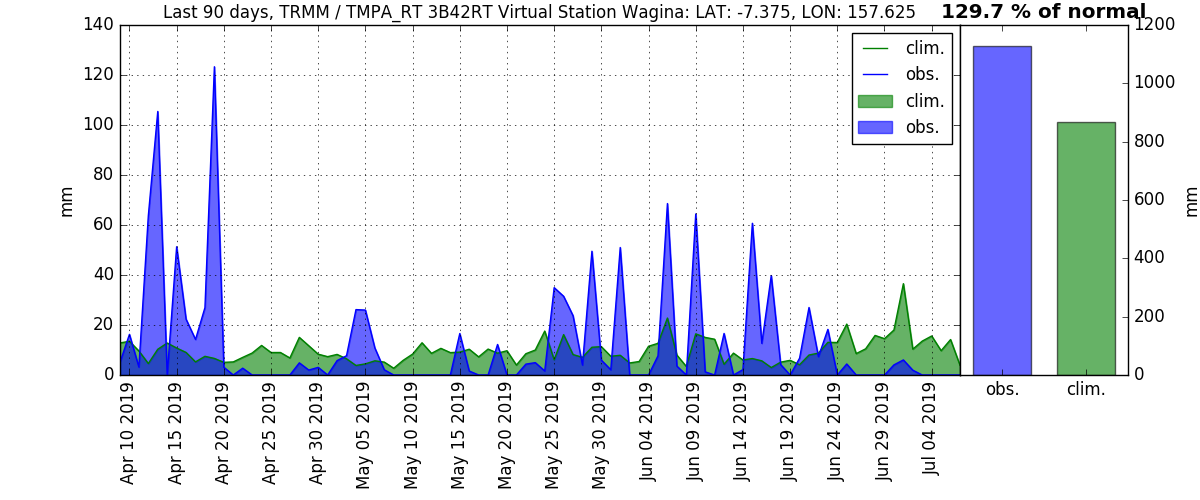 Last 90 days, TRMM / TMPA_RT 3B42RT Virtual Station Wagina: LAT: -7.375, LON: 157.625
129.7 % of normal
140
120
100
80
60
40
20
0
mm
clim.
obs.
clim.
obs.
Apr 10 2019
Apr 15 2019
Apr 20 2019
Apr 25 2019
Apr 30 2019
May 05 2019
May 10 2019
May 15 2019
May 20 2019
May 25 2019
May 30 2019
Jun 04 2019
Jun 09 2019
Jun 14 2019
Jun 19 2019
Jun 24 2019
Jun 29 2019
Jul 04 2019
1200
1000
800
600
400
200
0
mm
obs.
clim.